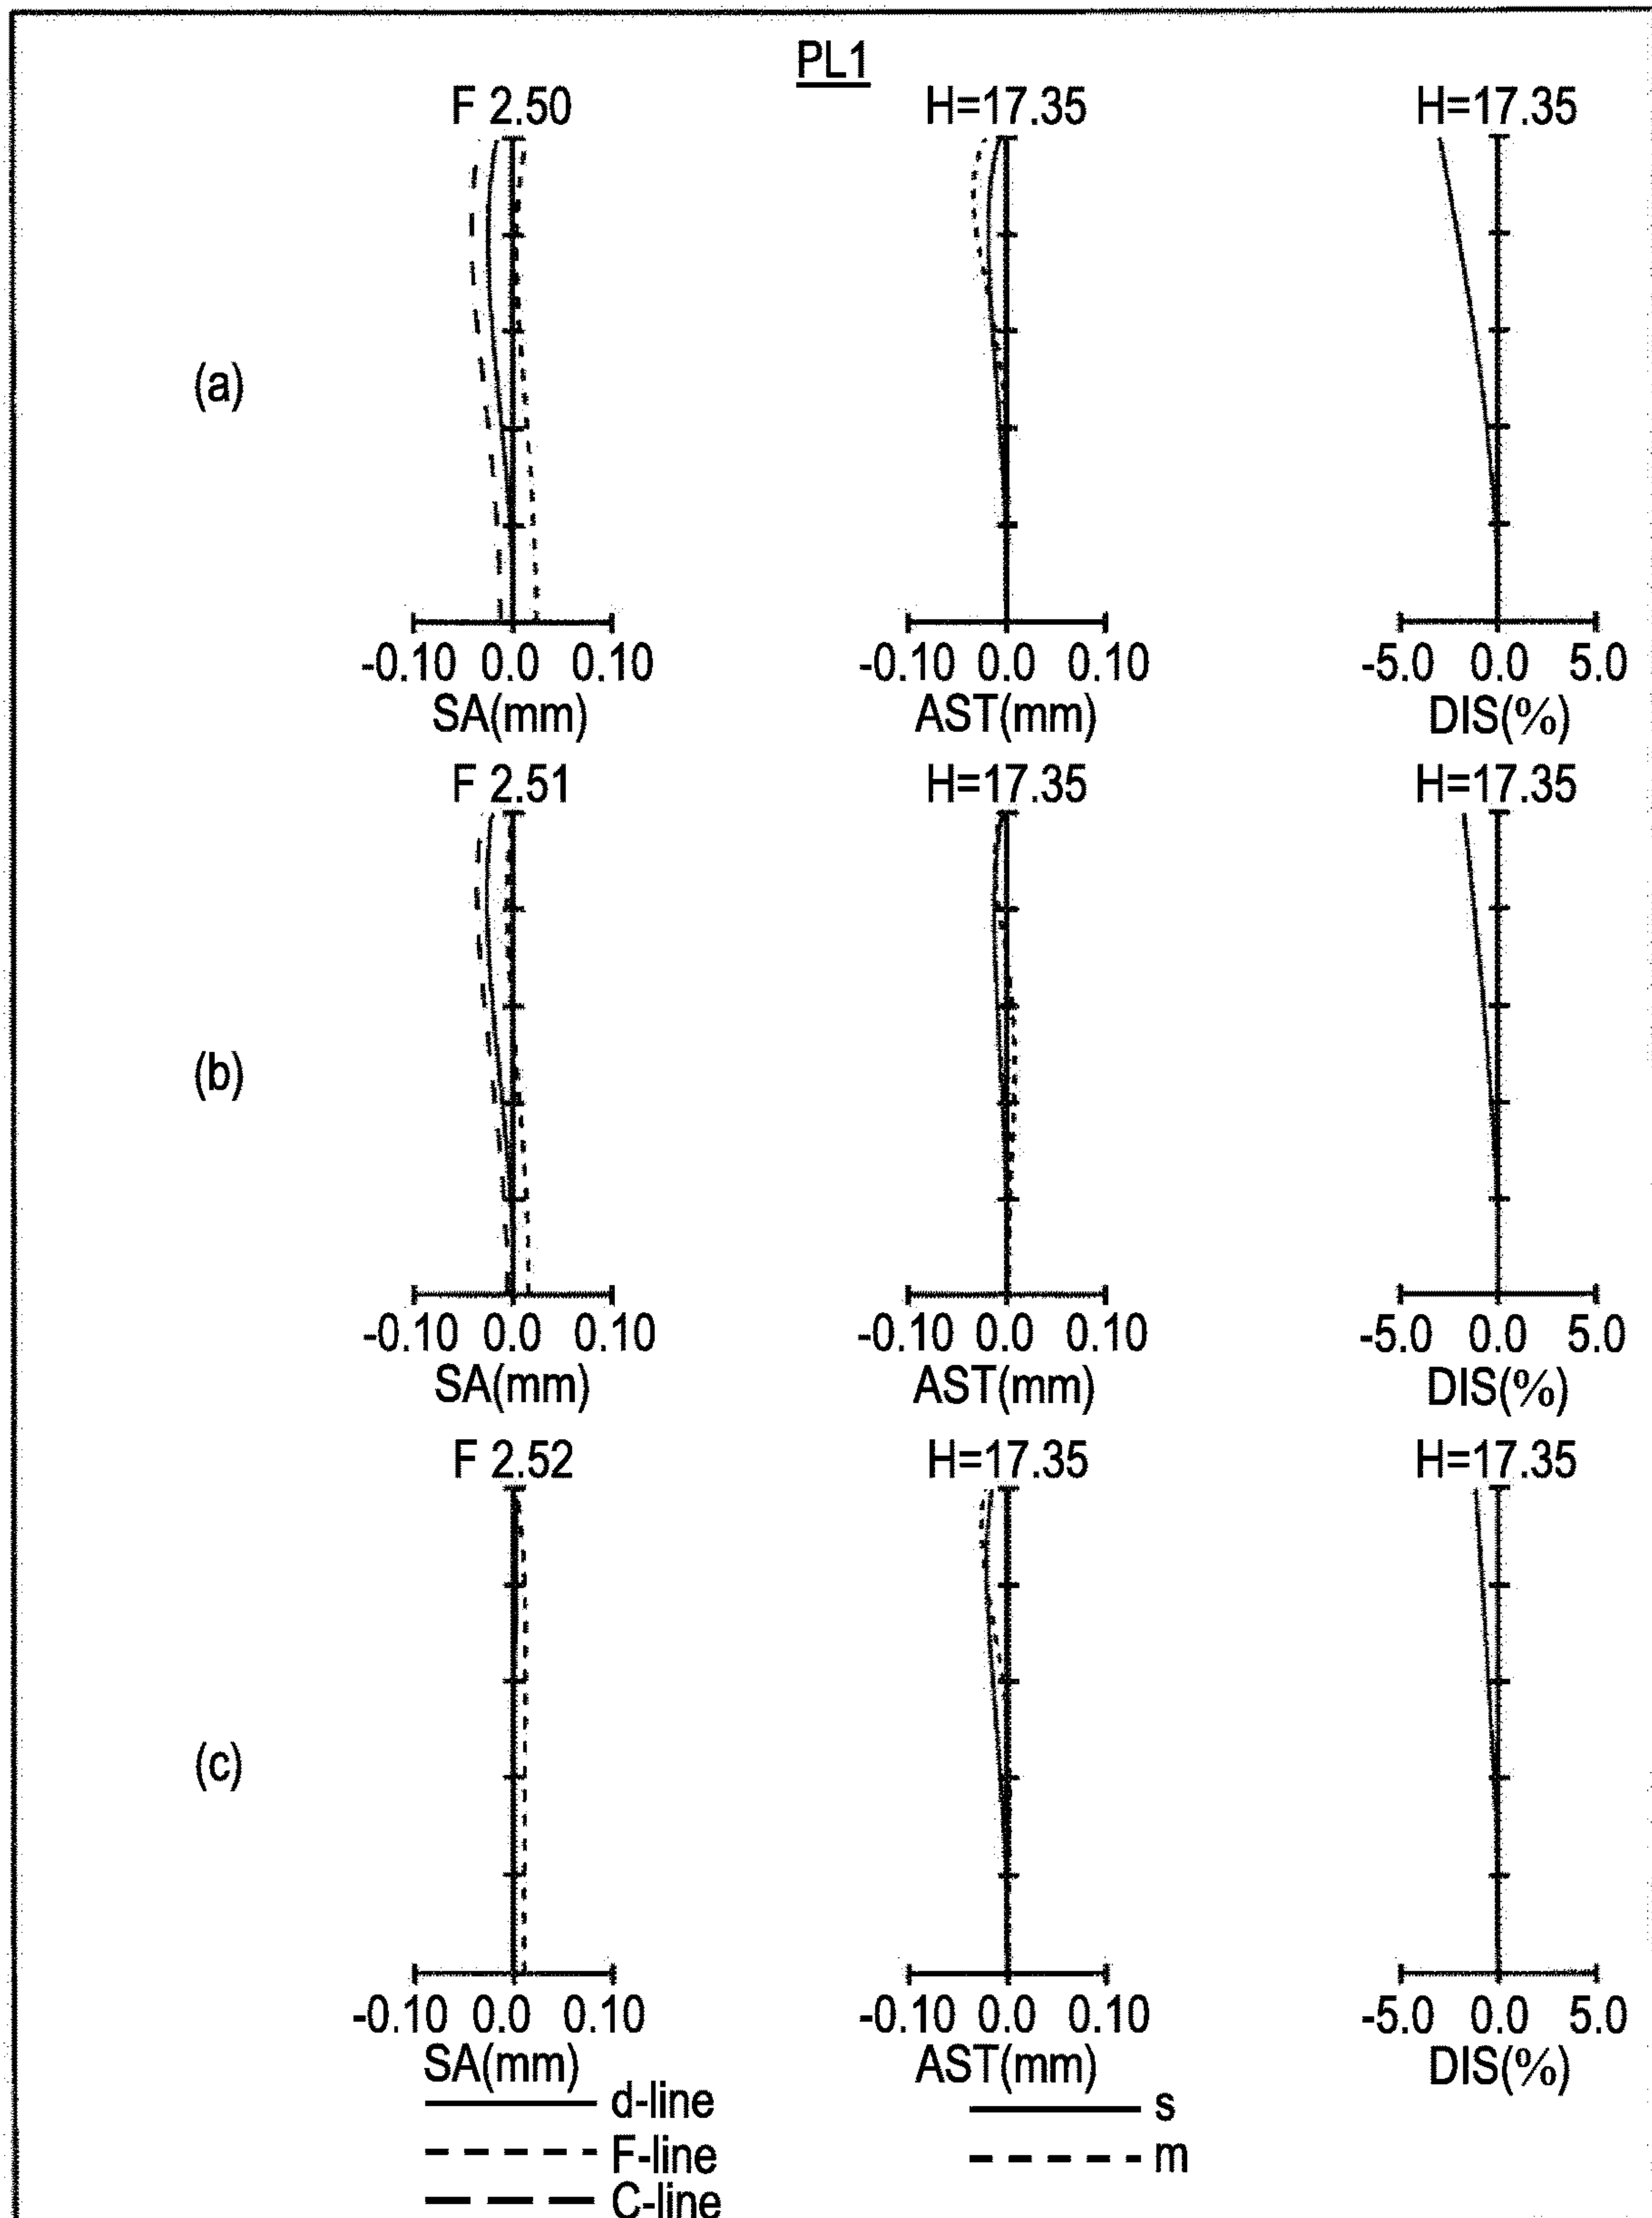 PL1
F 2.50 H=17.35 H=17.35
(a)
-0.10 0.0 0.10 -0.10 0.0 0.10 -5.0 0.0 5.0
SA(mm) AST(mm) DIS(%)
F 2.51 H=17.35 H=17.35
(b)
-0.10 0.0 0.10 -0.10 0.0 0.10 -5.0 0.0 5.0
SA(mm) AST(mm) DIS(%)
F 2.52 H=17.35 H=17.35
(c)
-0.10 0.0 0.10 -0.10 0.0 0.10 -5.0 0.0 5.0
SA(mm) AST(mm) DIS(%)
d-line s
F-line m
C-line